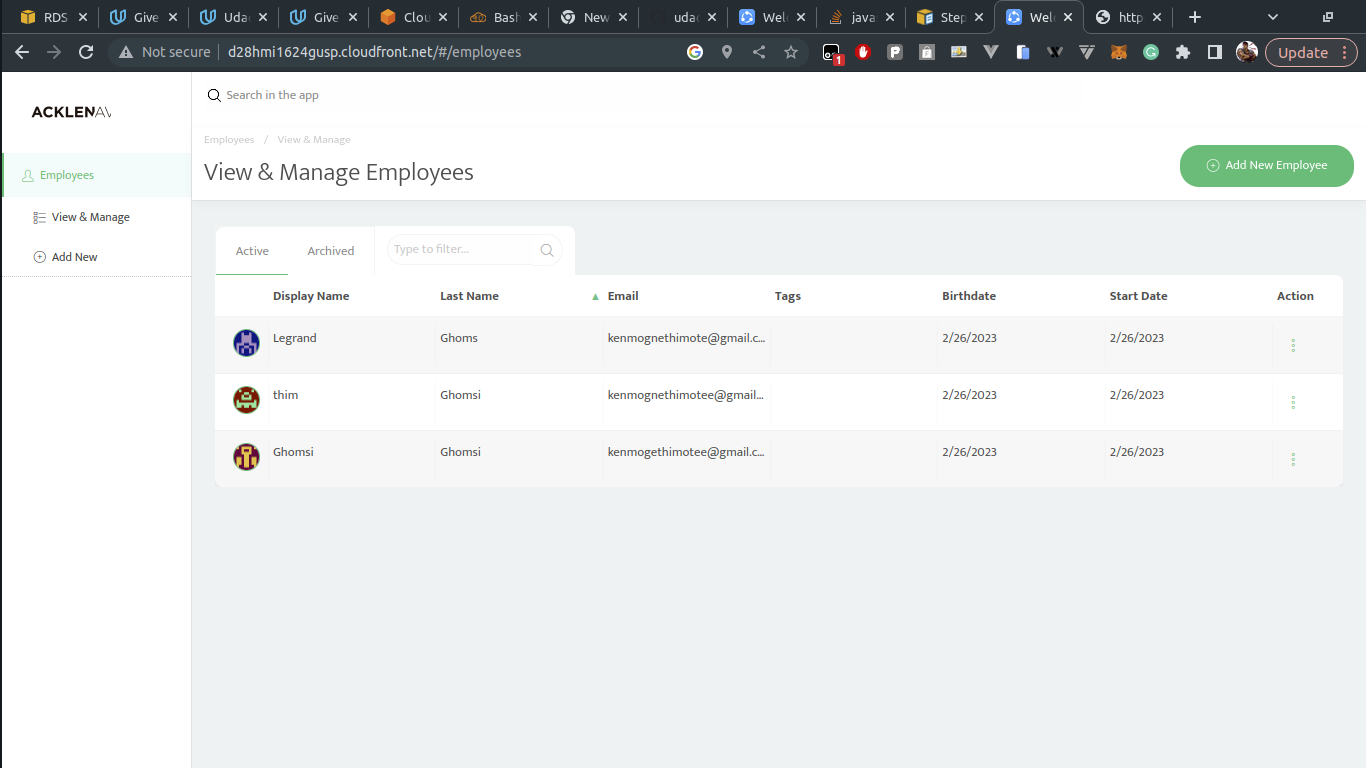 RDS Give Uda Give Clou Bash New udac Welc java Step Welc http
Not secure d28hmi1624gusp.cloudfront.net/#/employees 1 Update
ACKLENAV
Search in the app
Employees / View & Manage
View & Manage Employees
Add New Employee
Employees
View & Manage
Add New
Active Archived Type to filter...
Display Name Last Name ▲ Email Tags Birthdate Start Date Action
Legrand Ghoms kenmognethimote@gmail.c... 2/26/2023 2/26/2023
thim Ghomsi kenmognethimotee@gmail... 2/26/2023 2/26/2023
Ghomsi Ghomsi kenmogethimotee@gmail.c... 2/26/2023 2/26/2023